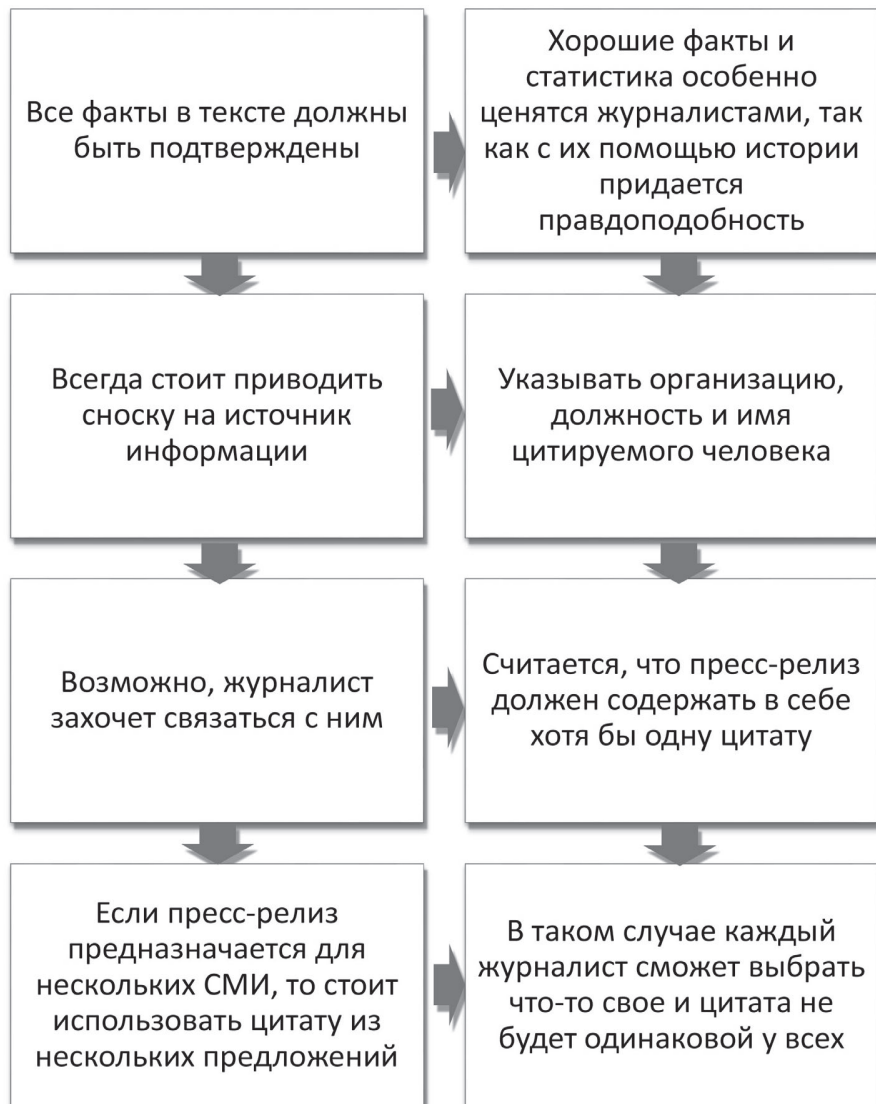 Все факты в тексте должны
быть подтверждены
Хорошие факты и
статистика особенно
ценятся журналистами, так
как с их помощью истории
придается
правдоподобность
Всегда стоит приводить
сноску на источник
информации
Указывать организацию,
должность и имя
цитируемого человека
Возможно, журналист
захочет связаться с ним
Считается, что пресс-релиз
должен содержать в себе
хотя бы одну цитату
Если пресс-релиз
предназначается для
нескольких СМИ, то стоит
использовать цитату из
нескольких предложений
В таком случае каждый
журналист сможет выбрать
что-то свое и цитата не
будет одинаковой у всех